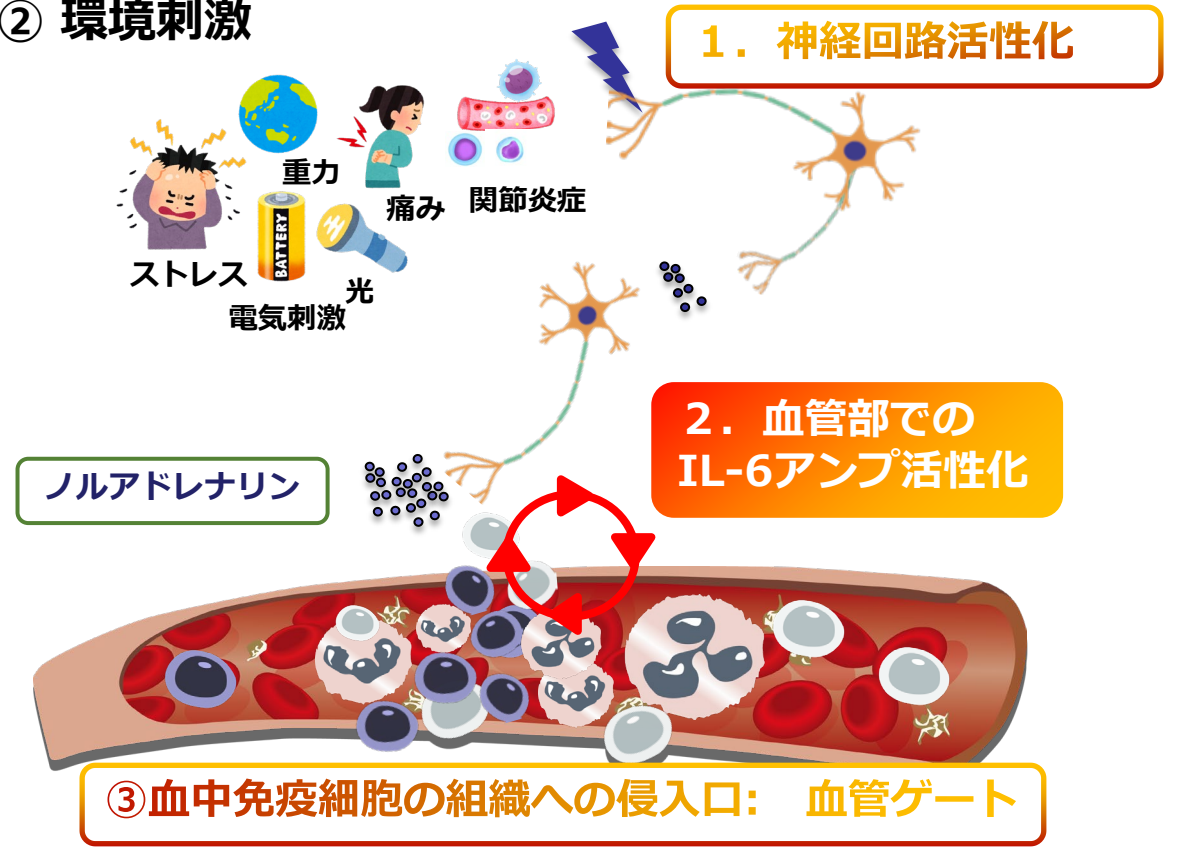 ② 環境刺激
1. 神経回路活性化
重力
痛み
関節炎症
ストレス
BATTERY
光
電気刺激
2. 血管部での
IL-6アンプ活性化
ノルアドレナリン
③血中免疫細胞の組織への侵入口: 血管ゲート